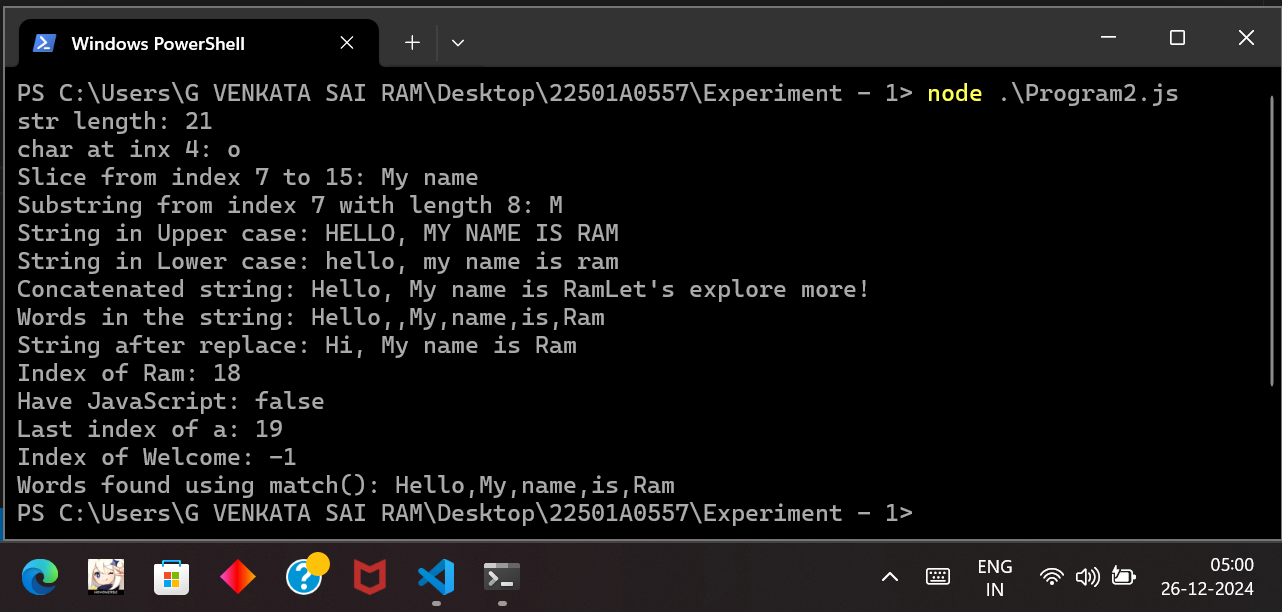 Windows PowerShell
PS C:\Users\G VENKATA SAI RAM\Desktop\22501A0557\Experiment - 1> node .\Program2.js
str length: 21
char at inx 4: o
Slice from index 7 to 15: My name
Substring from index 7 with length 8: M
String in Upper case: HELLO, MY NAME IS RAM
String in Lower case: hello, my name is ram
Concatenated string: Hello, My name is RamLet's explore more!
Words in the string: Hello,,My,name,is,Ram
String after replace: Hi, My name is Ram
Index of Ram: 18
Have JavaScript: false
Last index of a: 19
Index of Welcome: -1
Words found using match(): Hello,My,name,is,Ram
PS C:\Users\G VENKATA SAI RAM\Desktop\22501A0557\Experiment - 1>
ENG
IN
05:00
26-12-2024